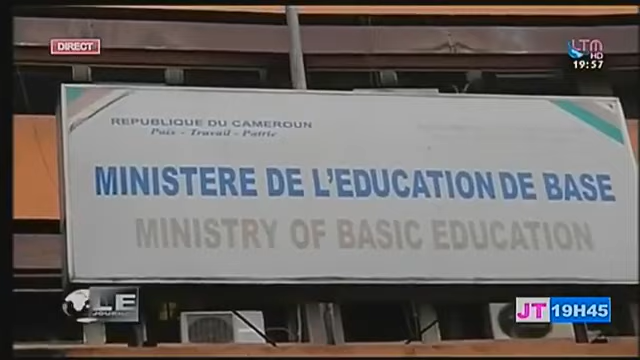 DIRECT
LTM
HD
19:57
REPUBLIQUE DU CAMEROUN
Paix - Travail - Patrie
MINISTERE DE L'EDUCATION DE BASE
MINISTRY OF BASIC EDUCATION
LE
JOURNAL
JT 19H45